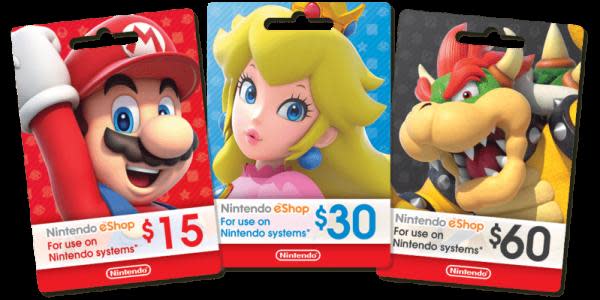 M
Nintendo eShop
For use on
Nintendo systems*
$15
Nintendo
Nintendo eShop
For use on
Nintendo systems*
$30
Nintendo
Nintendo eShop
For use on
Nintendo systems*
$60
Nintendo